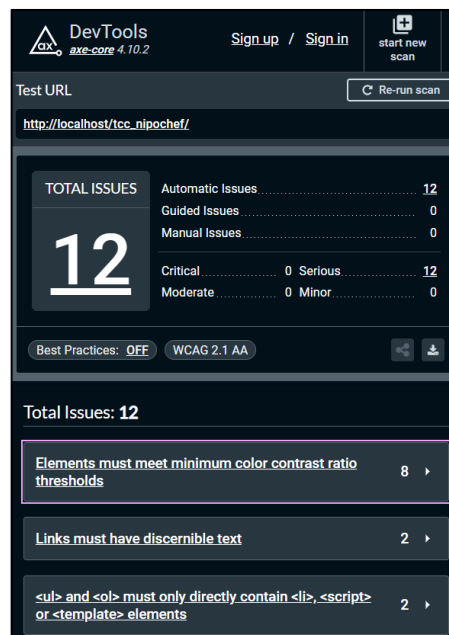 DevTools
ax axe-core 4.10.2
Sign up / Sign in
start new
scan
Test URL
Re-run scan
http://localhost/tcc_nipochef/
TOTAL ISSUES
12
Automatic Issues 12
Guided Issues 0
Manual Issues 0
Critical 0 Serious 12
Moderate 0 Minor 0
Best Practices: OFF WCAG 2.1 AA
Total Issues: 12
Elements must meet minimum color contrast ratio
thresholds
8
Links must have discernible text 2
<ul> and <ol> must only directly contain <li>, <script>
or <template> elements
2